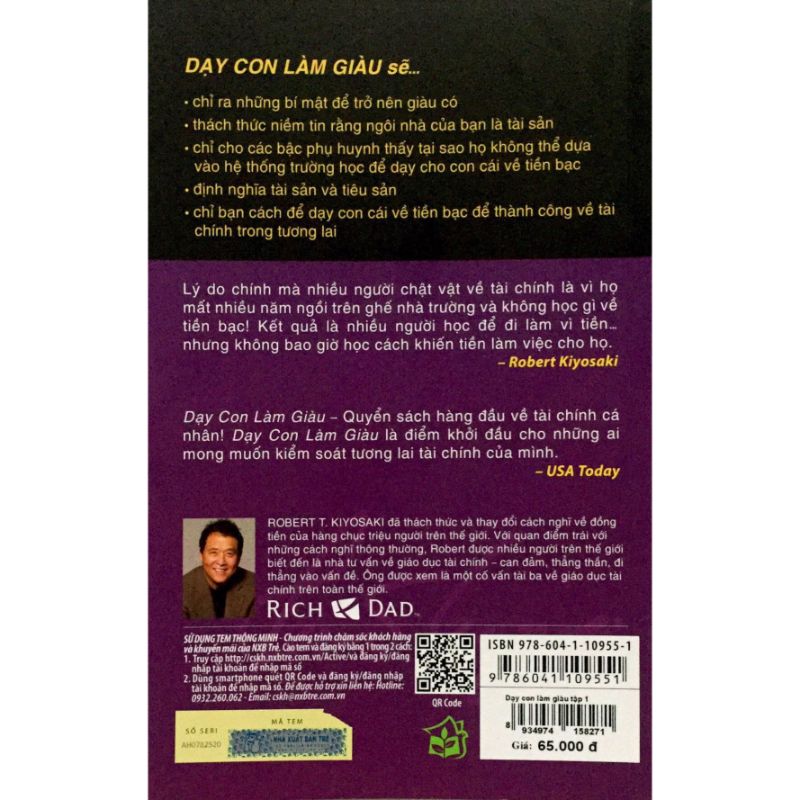 DẠY CON LÀM GIÀU sẽ...
• chỉ ra những bí mật để trở nên giàu có
• thách thức niềm tin rằng ngôi nhà của bạn là tài sản
• chỉ cho các bậc phụ huynh thấy tại sao họ không thể dựa
vào hệ thống trường học để dạy cho con cái về tiền bạc
• định nghĩa tài sản và tiêu sản
• chỉ bạn cách để dạy con cái về tiền bạc để thành công về tài
chính trong tương lai
Lý do chính mà nhiều người chật vật về tài chính là vì họ
mất nhiều năm ngồi trên ghế nhà trường và không học gì về
tiền bạc! Kết quả là nhiều người học để đi làm vì tiền...
nhưng không bao giờ học cách khiến tiền làm việc cho họ.
– Robert Kiyosaki
Dạy Con Làm Giàu – Quyển sách hàng đầu về tài chính cá
nhân! Dạy Con Làm Giàu là điểm khởi đầu cho những ai
mong muốn kiểm soát tương lai tài chính của mình.
– USA Today
ROBERT T. KIYOSAKI đã thách thức và thay đổi cách nghĩ về đồng
tiền của hàng chục triệu người trên thế giới. Với quan điểm trái với
những cách nghĩ thông thường, Robert được nhiều người trên thế giới
biết đến là nhà tư vấn về giáo dục tài chính – can đảm, thẳng thắn, đi
thẳng vào vấn đề. Ông được xem là một cố vấn tài ba về giáo dục tài
chính trên toàn thế giới.
RICH DAD
SỬ DỤNG TEM THÔNG MINH - Chương trình chăm sóc khách hàng
và khuyến mãi của NXB Trẻ. Cào tem và đăng ký bằng 1 trong 2 cách:
1. Truy cập http://cskh.nxbtre.com.vn/Active/và đăng ký/đăng
nhập tài khoản để nhập mã số
2. Dùng smartphone quét QR Code và đăng ký/đăng nhập
tài khoản để nhập mã số. Để được hỗ trợ xin liên hệ: Hotline:
0932.260.062 - Email: cskh@nxbtre.com.vn
QR Code
SỐ SERI
AH0782520
MÃ TEM
NHÀ XUẤT BẢN TRẺ
ISBN 978-604-1-10955-1
9 786041 109551
Dạy con làm giàu tập 1
8 934974 158271
Giá: 65.000 đ